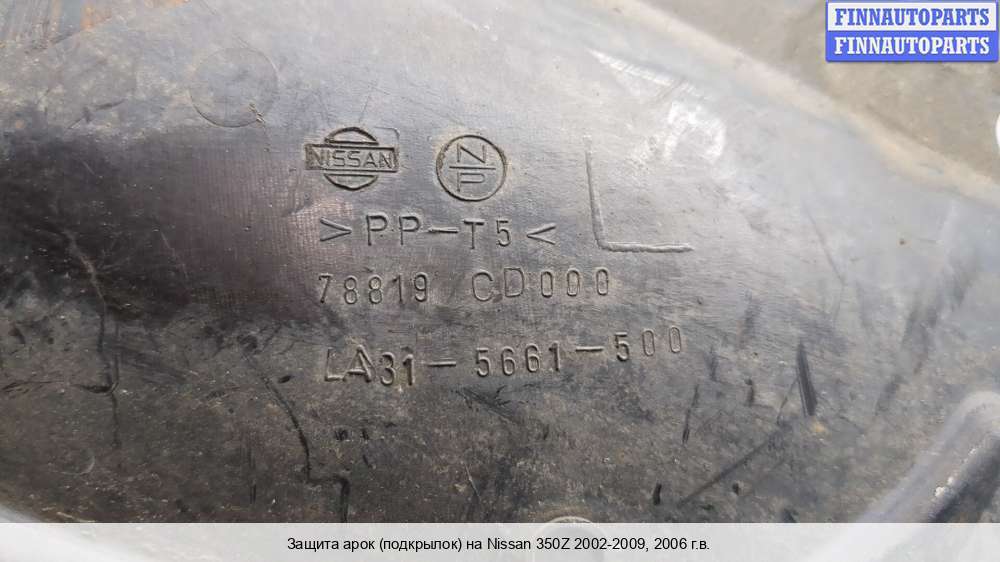 FINNAUTOPARTS
FINNAUTOPARTS
NISSAN
N
P
L
>PP-T5<
78819 CD000
LA31-5661-500
Защита арок (подкрылок) на Nissan 350Z 2002-2009, 2006 г.в.